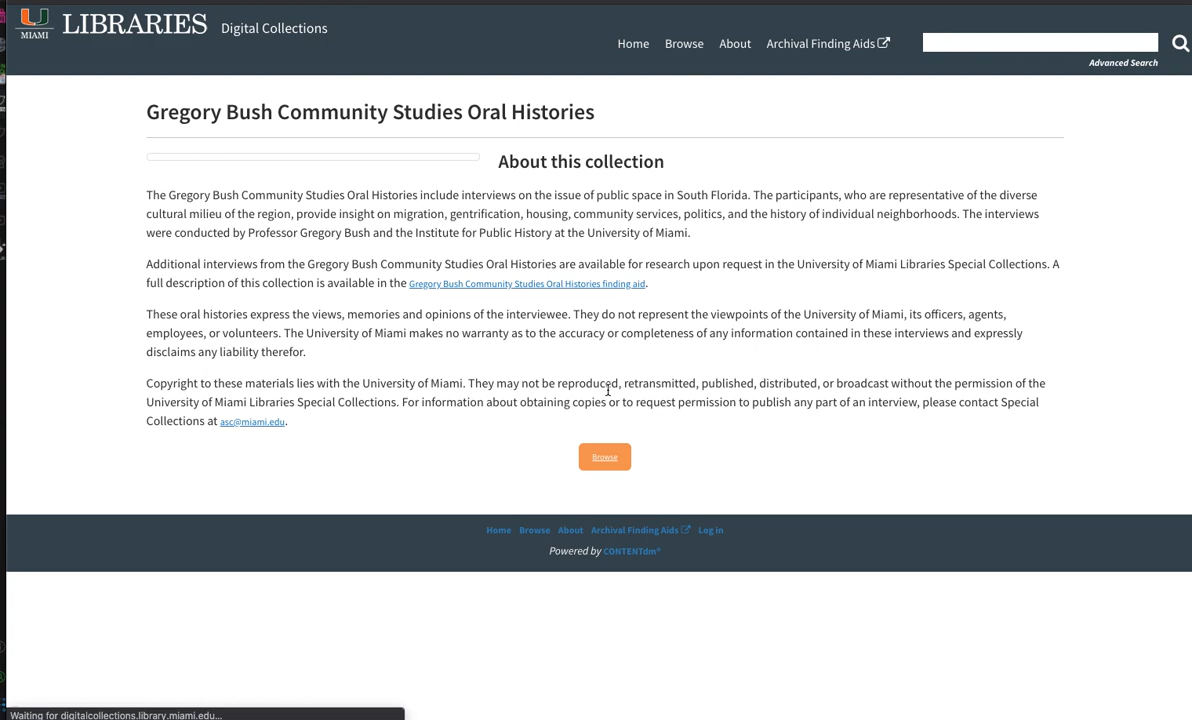 MIAMI LIBRARIES Digital Collections
Home Browse About Archival Finding Aids
Advanced Search
Gregory Bush Community Studies Oral Histories
About this collection
The Gregory Bush Community Studies Oral Histories include interviews on the issue of public space in South Florida. The participants, who are representative of the diverse
cultural milieu of the region, provide insight on migration, gentrification, housing, community services, politics, and the history of individual neighborhoods. The interviews
were conducted by Professor Gregory Bush and the Institute for Public History at the University of Miami.
Additional interviews from the Gregory Bush Community Studies Oral Histories are available for research upon request in the University of Miami Libraries Special Collections. A
full description of this collection is available in the Gregory Bush Community Studies Oral Histories finding aid.
These oral histories express the views, memories and opinions of the interviewee. They do not represent the viewpoints of the University of Miami, its officers, agents,
employees, or volunteers. The University of Miami makes no warranty as to the accuracy or completeness of any information contained in these interviews and expressly
disclaims any liability therefor.
Copyright to these materials lies with the University of Miami. They may not be reproduced, retransmitted, published, distributed, or broadcast without the permission of the
University of Miami Libraries Special Collections. For information about obtaining copies or to request permission to publish any part of an interview, please contact Special
Collections at asc@miami.edu.
Browse
Home Browse About Archival Finding Aids Log in
Powered by CONTENTdm®
Waiting for digitalcollections.library.miami.edu...